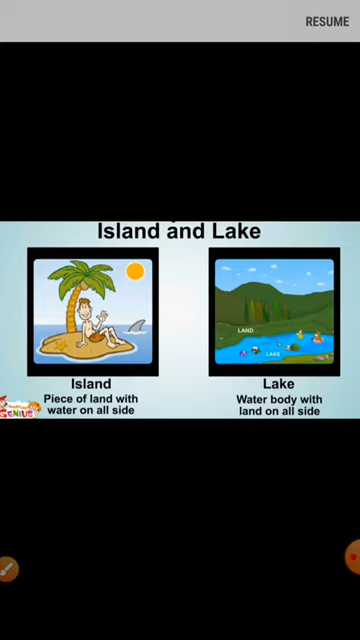 RESUME
Island and Lake
LAND
LAKE
Island
Lake
Piece of land with
water on all side
Water body with
land on all side
GENIUS